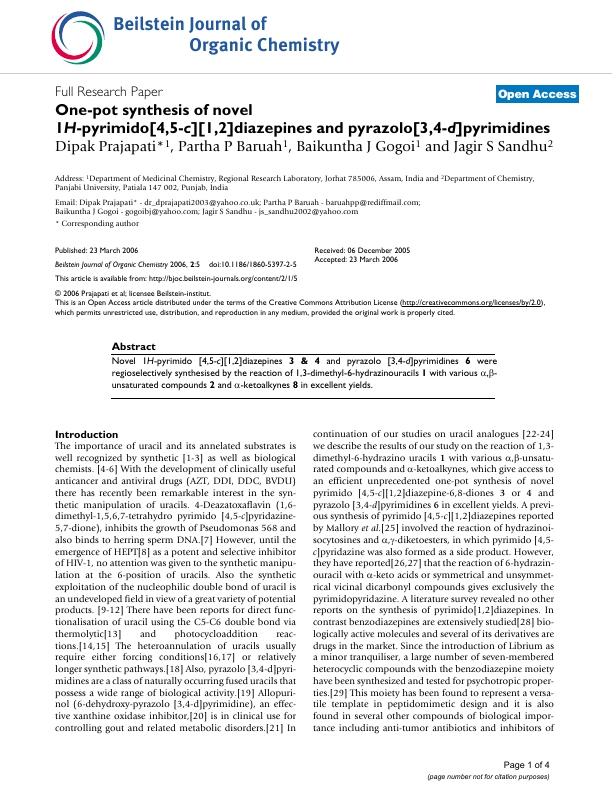 Beilstein Journal of
Organic Chemistry
Full Research Paper
Open Access
One-pot synthesis of novel
1H-pyrimido[4,5-c][1,2]diazepines and pyrazolo[3,4-d]pyrimidines
Dipak Prajapati*1, Partha P Baruah1, Baikuntha J Gogoi1 and Jagir S Sandhu2
Address: 1Department of Medicinal Chemistry, Regional Research Laboratory, Jorhat 785006, Assam, India and 2Department of Chemistry,
Panjabi University, Patiala 147 002, Punjab, India
Email: Dipak Prajapati* - dr_dprajapati2003@yahoo.co.uk; Partha P Baruah - baruahpp@rediffmail.com;
Baikuntha J Gogoi - gogoibj@yahoo.com; Jagir S Sandhu - js_sandhu2002@yahoo.com
* Corresponding author
Published: 23 March 2006
Beilstein Journal of Organic Chemistry 2006, 2:5 doi:10.1186/1860-5397-2-5
This article is available from: http://bjoc.beilstein-journals.org/content/2/1/5
Received: 06 December 2005
Accepted: 23 March 2006
© 2006 Prajapati et al; licensee Beilstein-institut.
This is an Open Access article distributed under the terms of the Creative Commons Attribution License (http://creativecommons.org/licenses/by/2.0),
which permits unrestricted use, distribution, and reproduction in any medium, provided the original work is properly cited.
Abstract
Novel 1H-pyrimido [4,5-c][1,2]diazepines 3 & 4 and pyrazolo [3,4-d]pyrimidines 6 were
regioselectively synthesised by the reaction of 1,3-dimethyl-6-hydrazinouracils 1 with various α,β-
unsaturated compounds 2 and α-ketoalkynes 8 in excellent yields.
Introduction
The importance of uracil and its annelated substrates is
well recognized by synthetic [1-3] as well as biological
chemists. [4-6] With the development of clinically useful
anticancer and antiviral drugs (AZT, DDI, DDC, BVDU)
there has recently been remarkable interest in the syn-
thetic manipulation of uracils. 4-Deazatoxaflavin (1,6-
dimethyl-1,5,6,7-tetrahydro pyrimido [4,5-c]pyridazine-
5,7-dione), inhibits the growth of Pseudomonas 568 and
also binds to herring sperm DNA.[7] However, until the
emergence of HEPT[8] as a potent and selective inhibitor
of HIV-1, no attention was given to the synthetic manipu-
lation at the 6-position of uracils. Also the synthetic
exploitation of the nucleophilic double bond of uracil is
an undeveloped field in view of a great variety of potential
products. [9-12] There have been reports for direct func-
tionalisation of uracil using the C5-C6 double bond via
thermolytic[13] and photocycloaddition reac-
tions.[14,15] The heteroannulation of uracils usually
require either forcing conditions[16,17] or relatively
longer synthetic pathways.[18] Also, pyrazolo [3,4-d]pyri-
midines are a class of naturally occurring fused uracils that
possess a wide range of biological activity.[19] Allopuri-
nol (6-dehydroxy-pyrazolo [3,4-d]pyrimidine), an effec-
tive xanthine oxidase inhibitor,[20] is in clinical use for
controlling gout and related metabolic disorders.[21] In
continuation of our studies on uracil analogues [22-24]
we describe the results of our study on the reaction of 1,3-
dimethyl-6-hydrazino uracils 1 with various α,β-unsatu-
rated compounds and α-ketoalkynes, which give access to
an efficient unprecedented one-pot synthesis of novel
pyrimido [4,5-c][1,2]diazepine-6,8-diones 3 or 4 and
pyrazolo [3,4-d]pyrimidines 6 in excellent yields. A previ-
ous synthesis of pyrimido [4,5-c][1,2]diazepines reported
by Mallory et al.[25] involved the reaction of hydrazinoi-
socytosines and α,γ-diketoesters, in which pyrimido [4,5-
c]pyridazine was also formed as a side product. However,
they have reported[26,27] that the reaction of 6-hydrazin-
ouracil with α-keto acids or symmetrical and unsymmet-
rical vicinal dicarbonyl compounds gives exclusively the
pyrimidopyridazine. A literature survey revealed no other
reports on the synthesis of pyrimido[1,2]diazepines. In
contrast benzodiazepines are extensively studied[28] bio-
logically active molecules and several of its derivatives are
drugs in the market. Since the introduction of Librium as
a minor tranquiliser, a large number of seven-membered
heterocyclic compounds with the benzodiazepine moiety
have been synthesized and tested for psychotropic proper-
ties.[29] This moiety has been found to represent a versa-
tile template in peptidomimetic design and it is also
found in several other compounds of biological impor-
tance including anti-tumor antibiotics and inhibitors of
Page 1 of 4
(page number not for citation purposes)